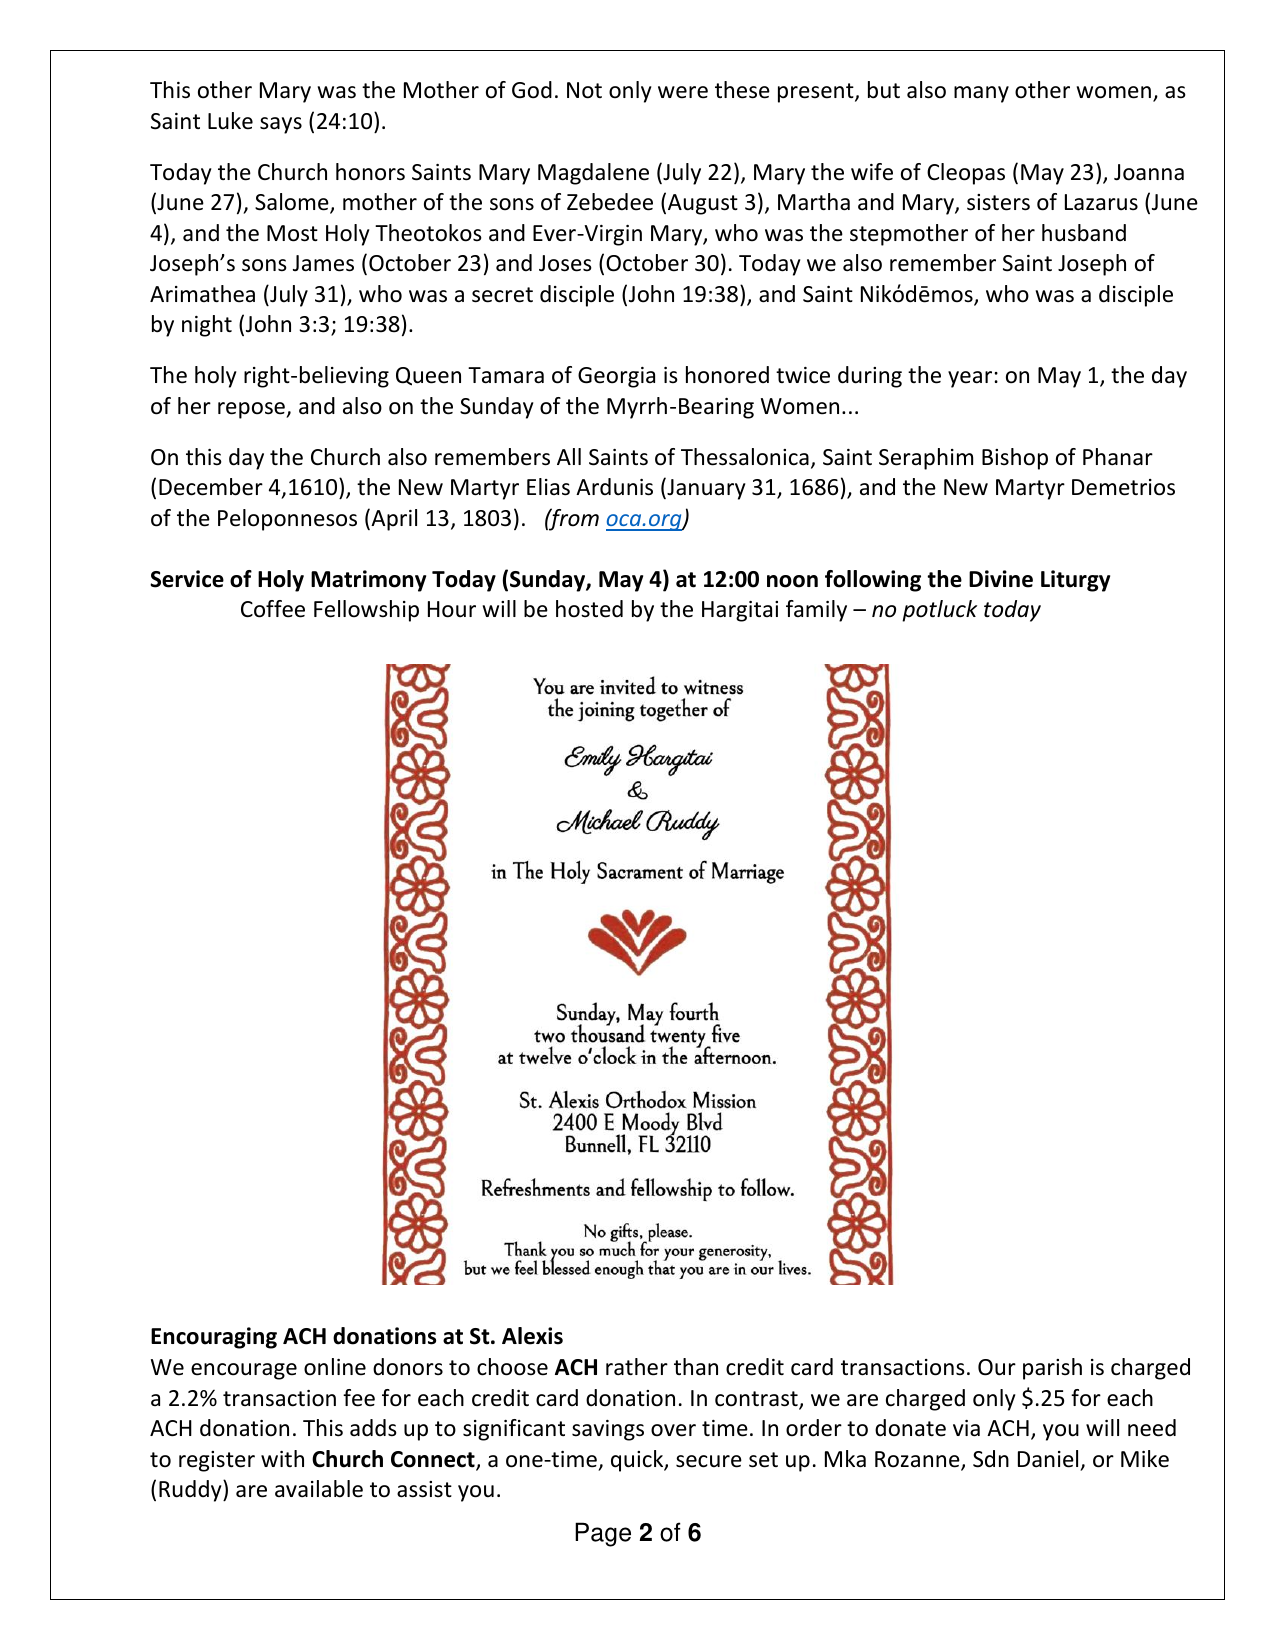 This other Mary was the Mother of God. Not only were these present, but also many other women, as
Saint Luke says (24:10).
Today the Church honors Saints Mary Magdalene (July 22), Mary the wife of Cleopas (May 23), Joanna
(June 27), Salome, mother of the sons of Zebedee (August 3), Martha and Mary, sisters of Lazarus (June
4), and the Most Holy Theotokos and Ever-Virgin Mary, who was the stepmother of her husband
Joseph’s sons James (October 23) and Joses (October 30). Today we also remember Saint Joseph of
Arimathea (July 31), who was a secret disciple (John 19:38), and Saint Nikódēmos, who was a disciple
by night (John 3:3; 19:38).
The holy right-believing Queen Tamara of Georgia is honored twice during the year: on May 1, the day
of her repose, and also on the Sunday of the Myrrh-Bearing Women...
On this day the Church also remembers All Saints of Thessalonica, Saint Seraphim Bishop of Phanar
(December 4,1610), the New Martyr Elias Ardunis (January 31, 1686), and the New Martyr Demetrios
of the Peloponnesos (April 13, 1803). (from oca.org)
Service of Holy Matrimony Today (Sunday, May 4) at 12:00 noon following the Divine Liturgy
Coffee Fellowship Hour will be hosted by the Hargitai family – no potluck today
You are invited to witness
the joining together of
Emily Hargitai
&
Michael Ruddy
in The Holy Sacrament of Marriage
Sunday, May fourth
two thousand twenty five
at twelve o'clock in the afternoon.
St. Alexis Orthodox Mission
2400 E Moody Blvd
Bunnell, FL 32110
Refreshments and fellowship to follow.
No gifts, please.
Thank you so much for your generosity,
but we feel blessed enough that you are in our lives.
Encouraging ACH donations at St. Alexis
We encourage online donors to choose ACH rather than credit card transactions. Our parish is charged
a 2.2% transaction fee for each credit card donation. In contrast, we are charged only $.25 for each
ACH donation. This adds up to significant savings over time. In order to donate via ACH, you will need
to register with Church Connect, a one-time, quick, secure set up. Mka Rozanne, Sdn Daniel, or Mike
(Ruddy) are available to assist you.
Page 2 of 6